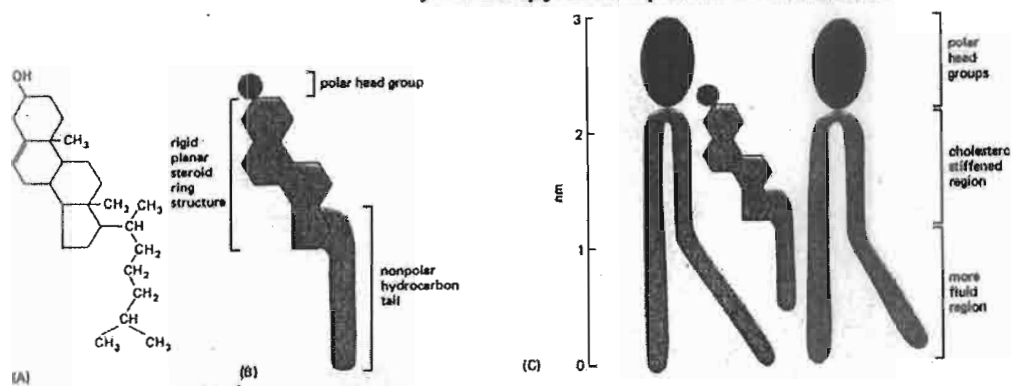 OH
CH₃
CH₃
CH₃
CH
CH₂
CH₂
CH₂
CH
CH₃
CH₃
(A)
polar head group
rigid
planar
steroid
ring
structure
nonpolar
hydrocarbon
tail
(B)
3
2
nm
1
0
(C)
polar
head
groups
stiffened
region
more
fluid
region